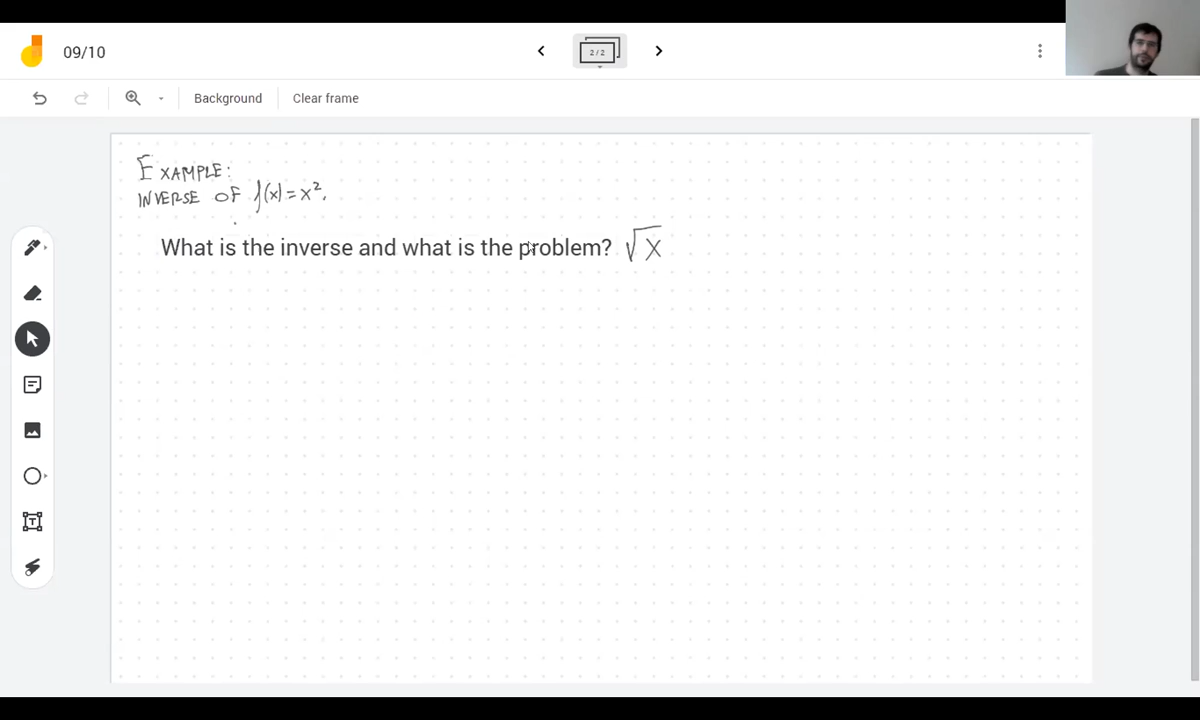 09/10
2/2
Background
Clear frame
EXAMPLE:
INVERSE OF f(x)=x².
What is the inverse and what is the problem? √x